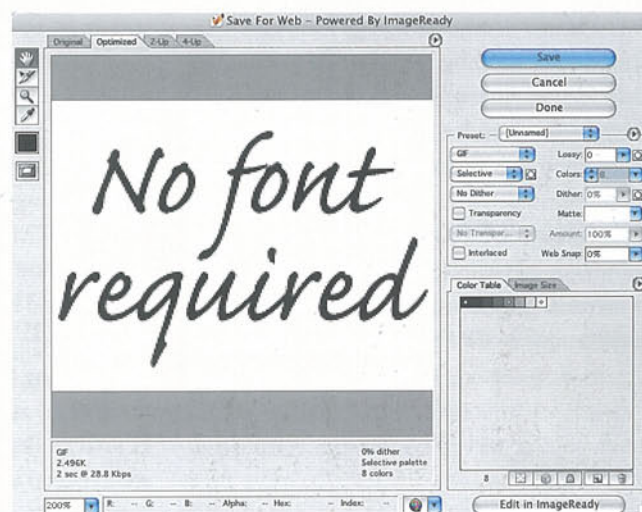 Save For Web – Powered By ImageReady
Original Optimized 2-Up 4-Up
Save
Cancel
Done
Preset: [Unnamed]
GIF Lossy: 0
Selective Colors: 8
No Dither Dither: 0%
Transparency Matte:
No Transpar... Amount: 100%
Interlaced Web Snap: 0%
Color Table Image Size
No font
required
GIF
2.496K
2 sec @ 28.8 Kbps
0% dither
Selective palette
8 colors
8
200% R: -- G: -- B: -- Alpha: -- Hex: -- Index: --
Edit in ImageReady